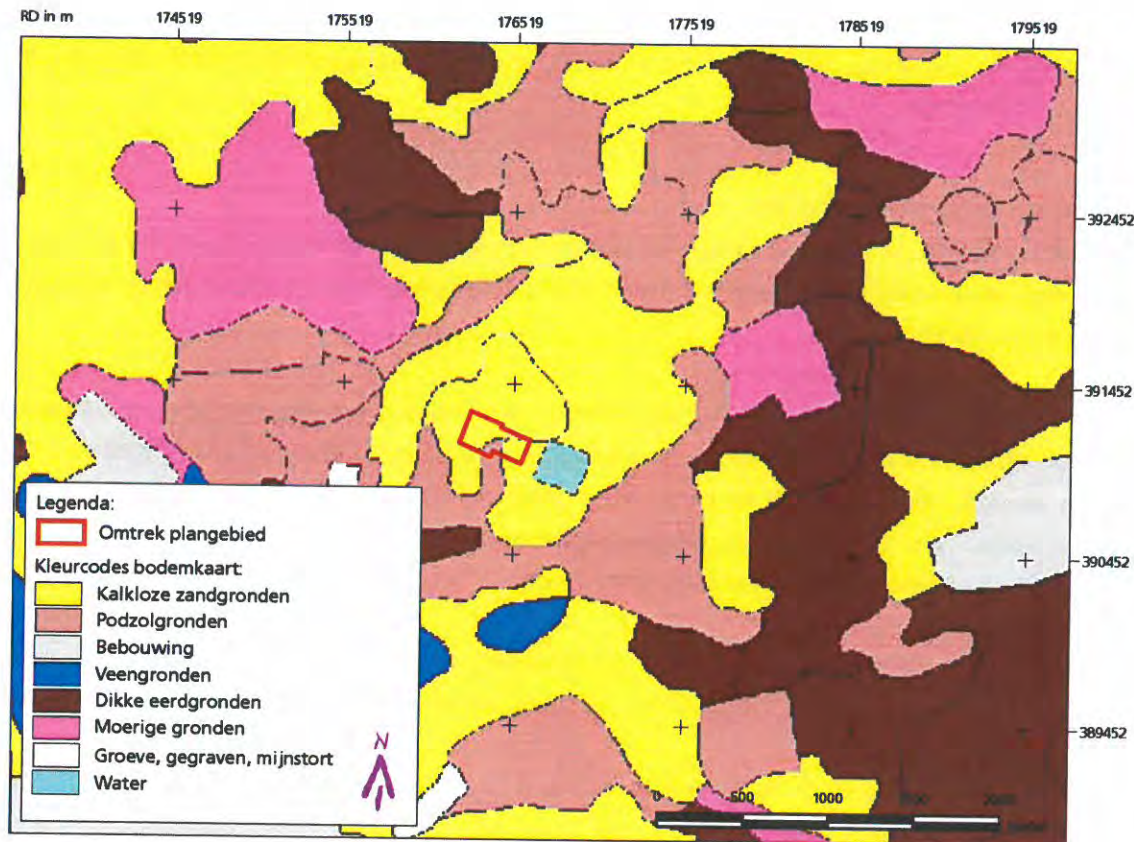 RD in m
174519 175519 176519 177519 178519 179519
392452
391452
390452
389452
Legenda:
Omtrek plangebied
Kleurcodes bodemkaart:
Kalkloze zandgronden
Podzolgronden
Bebouwing
Veengronden
Dikke eerdgronden
Moerige gronden
Groeve, gegraven, mijnstort
Water
N
0 500 1000